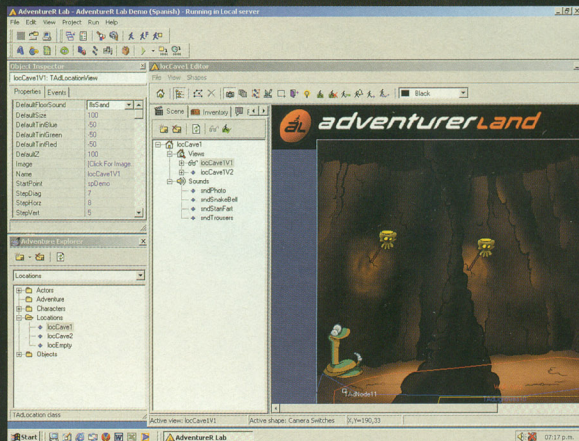 AdventureR Lab - AdventureR Lab Demo (Spanish) - Running in Local server
File Edit View Project Run Help
Object Inspector
locCave1V1: TAdLocationView
Properties Events
DefaultFloorSound fsSand
DefaultSize 100
DefaultTintBlue -50
DefaultTintGreen -50
DefaultTintRed -50
DefaultZ 100
Image [Click For Image
Name locCave1V1
StartPoint spDemo
StepDiag 7
StepHorz 8
StepVert 5
Adventure Explorer
Locations
Actors
Adventure
Characters
Locations
locCave1
locCave2
locEmpty
Objects
TAdLocation class
locCave1 Editor
File View Shapes
Black
Scene Inventory
locCave1
Views
locCave1V1
locCave1V2
Sounds
sndPhoto
sndSnakeBell
sndStanFart
sndTrousers
adventurerLand
TAdNode11
Active view: locCave1V1 Active shape: Camera Switches X,Y=190,33
Start AdventureR Lab 07:17 p.m.